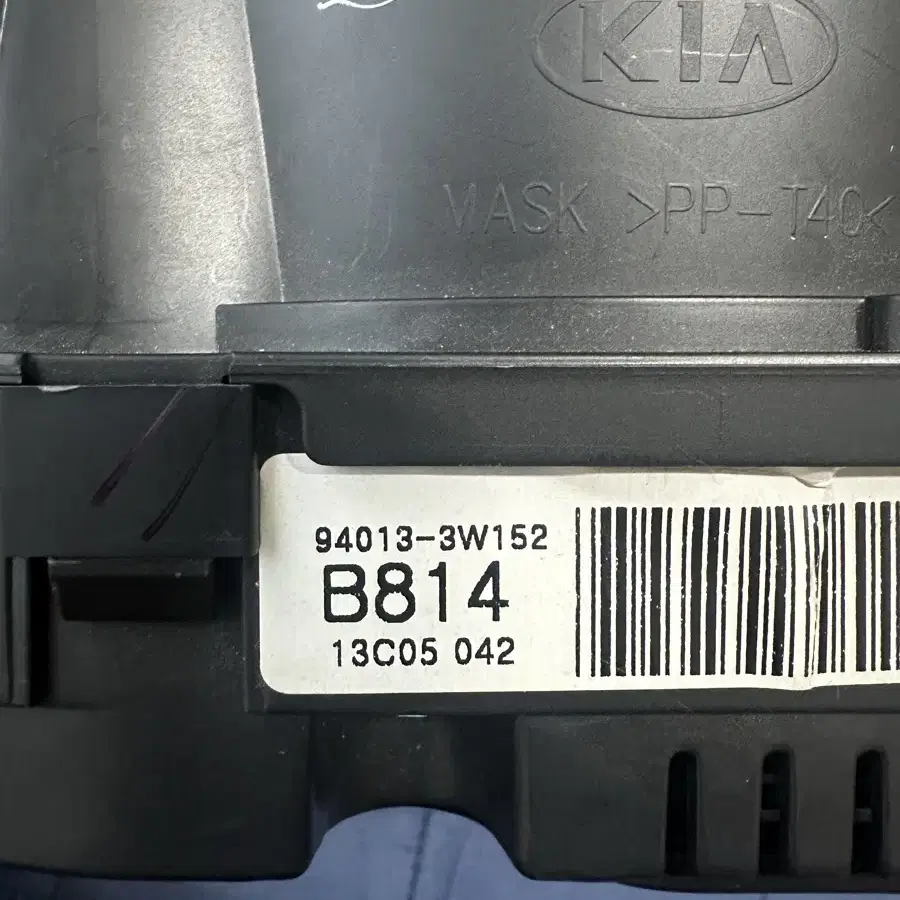 KIA
MASK >PP-T40<
94013-3W152
B814
13C05 042